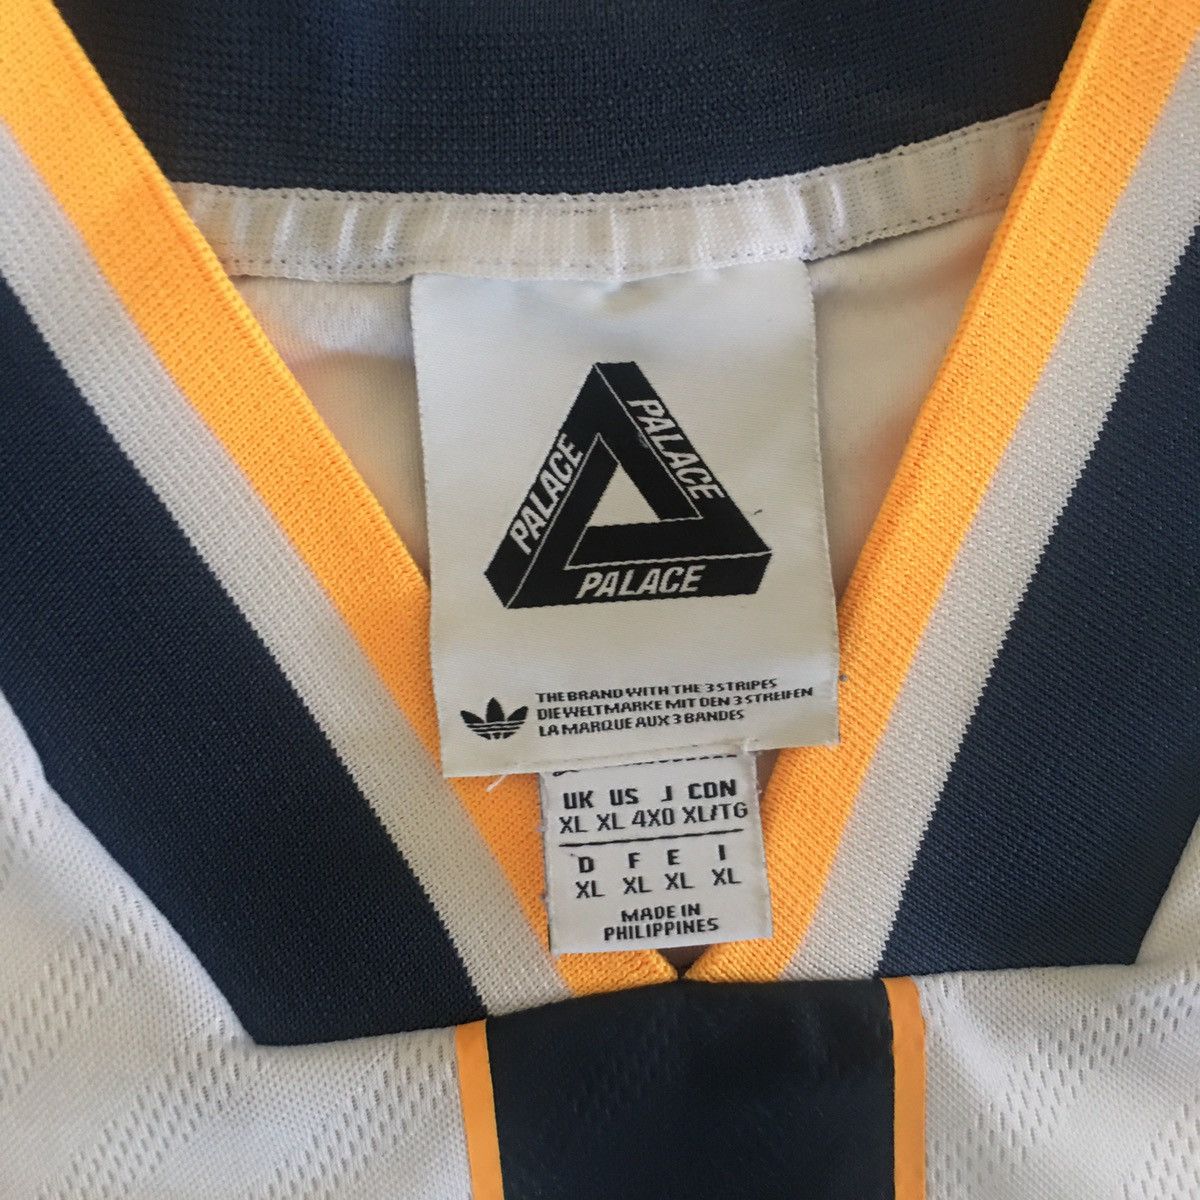 PALACE
PALACE
PALACE
THE BRAND WITH THE 3 STRIPES
DIE WELTMARKE MIT DEN 3 STREIFEN
LA MARQUE AUX 3 BANDES
UK US J CDN
XL XL 4XO XL/TG
D F E I
XL XL XL XL
MADE IN
PHILIPPINES